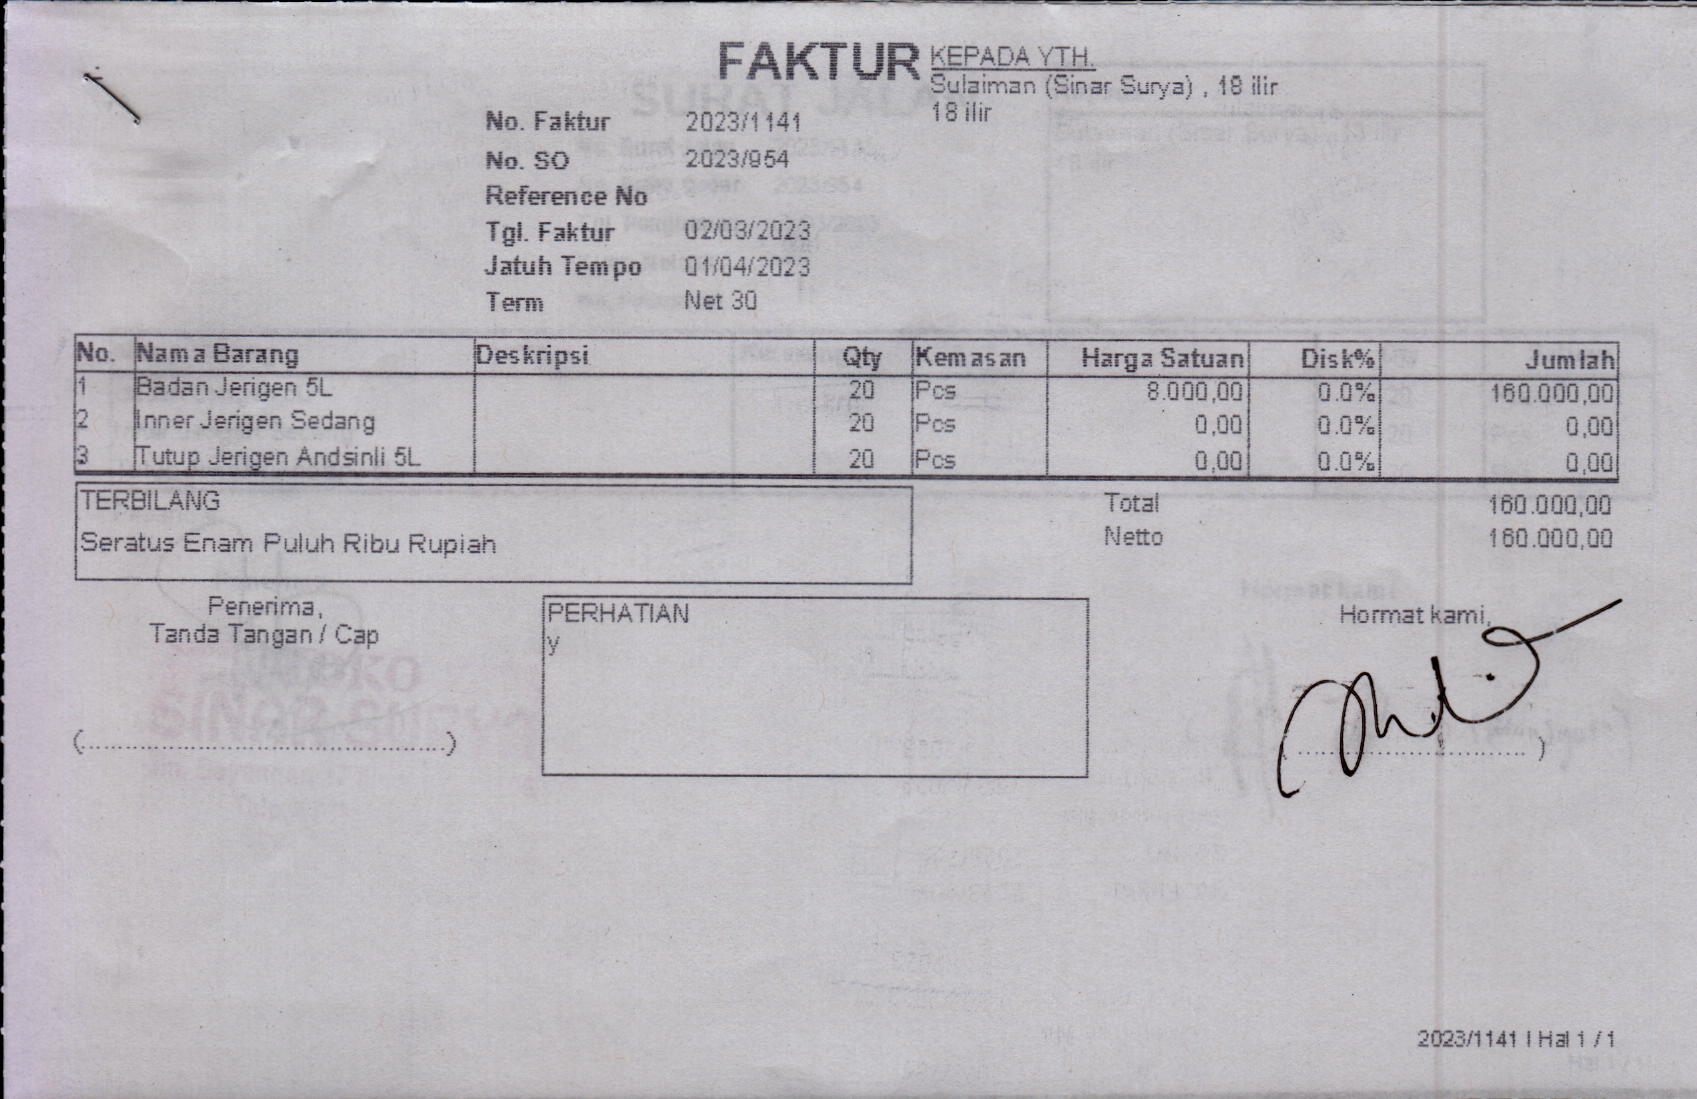 FAKTUR
KEPADA YTH.
Sulaiman (Sinar Surya) , 18 ilir
18 ilir
No. Faktur 2023/1141
No. SO 2023/954
Reference No
Tgl. Faktur 02/03/2023
Jatuh Tempo 01/04/2023
Term Net 30
No. Nama Barang Deskripsi Qty Kemasan Harga Satuan Disk% Jumlah
1 Badan Jerigen 5L 20 Pcs 8.000,00 0.0% 160.000,00
2 Inner Jerigen Sedang 20 Pcs 0,00 0.0% 0,00
3 Tutup Jerigen Andsinli 5L 20 Pcs 0,00 0.0% 0,00
TERBILANG
Seratus Enam Puluh Ribu Rupiah
Total 160.000,00
Netto 160.000,00
Penerima,
Tanda Tangan / Cap
(..........................................................)
PERHATIAN
y
Hormat kami,
2023/1141 | Hal 1 / 1